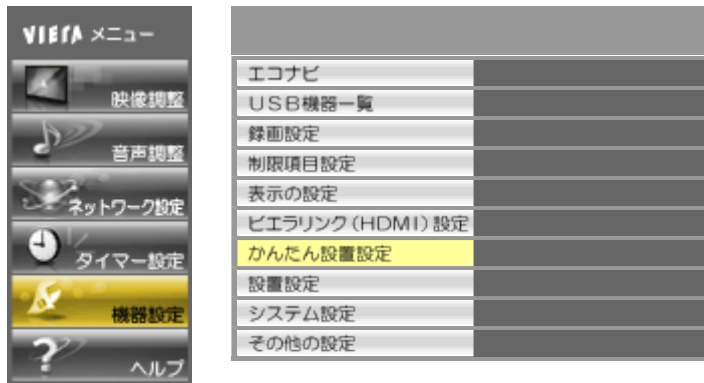 VIERA メニュー
映像調整
音声調整
ネットワーク設定
タイマー設定
機器設定
ヘルプ
エコナビ
USB機器一覧
録画設定
制限項目設定
表示の設定
ビエラリンク(HDMI)設定
かんたん設置設定
設置設定
システム設定
その他の設定